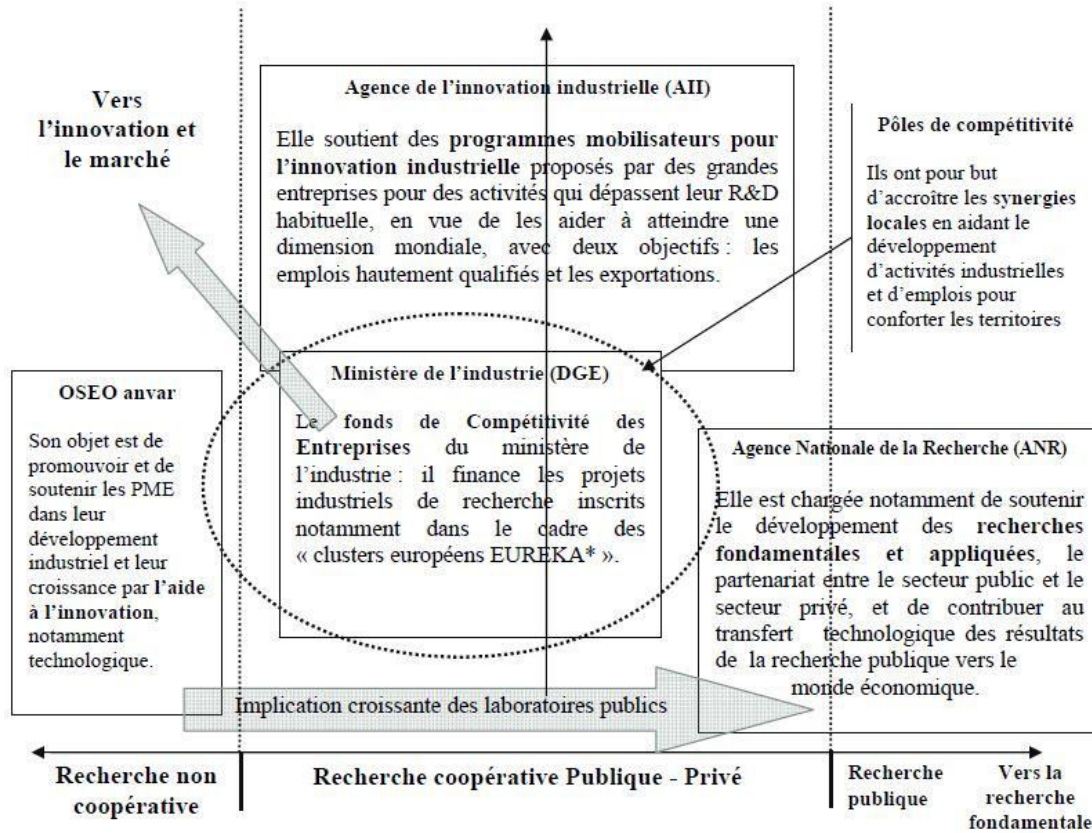 Vers
l'innovation et
le marché
Agence de l'innovation industrielle (AII)
Elle soutient des programmes mobilisateurs pour
l'innovation industrielle proposés par des grandes
entreprises pour des activités qui dépassent leur R&D
habituelle, en vue de les aider à atteindre une
dimension mondiale, avec deux objectifs : les
emplois hautement qualifiés et les exportations.
Pôles de compétitivité
Ils ont pour but
d'accroître les synergies
locales en aidant le
développement
d'activités industrielles
et d'emplois pour
conforter les territoires
OSEO anvar
Son objet est de
promouvoir et de
soutenir les PME
dans leur
développement
industriel et leur
croissance par l'aide
à l'innovation,
notamment
technologique.
Ministère de l'industrie (DGE)
Le fonds de Compétitivité des
Entreprises du ministère de
l'industrie : il finance les projets
industriels de recherche inscrits
notamment dans le cadre des
« clusters européens EUREKA* ».
Agence Nationale de la Recherche (ANR)
Elle est chargée notamment de soutenir
le développement des recherches
fondamentales et appliquées, le
partenariat entre le secteur public et le
secteur privé, et de contribuer au
transfert technologique des résultats
de la recherche publique vers le
monde économique.
Implication croissante des laboratoires publics
Recherche non
coopérative
Recherche coopérative Publique - Privé
Recherche
publique
Vers la
recherche
fondamentale